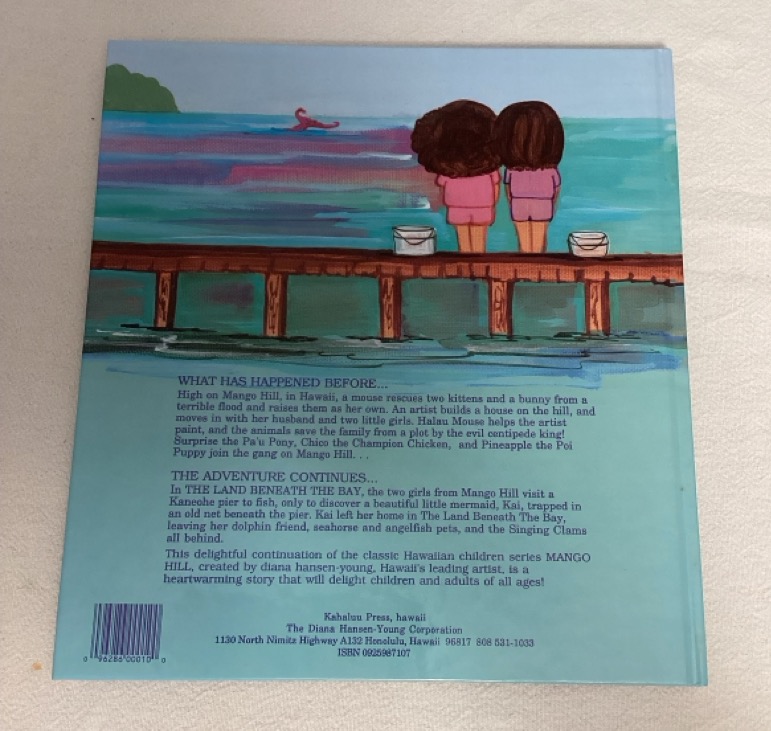 WHAT HAS HAPPENED BEFORE...
High on Mango Hill, in Hawaii, a mouse rescues two kittens and a bunny from a
terrible flood and raises them as her own. An artist builds a house on the hill, and
moves in with her husband and two little girls. Halau Mouse helps the artist
paint, and the animals save the family from a plot by the evil centipede king!
Surprise the Pa'u Pony, Chico the Champion Chicken, and Pineapple the Poi
Puppy join the gang on Mango Hill. . .
THE ADVENTURE CONTINUES...
In THE LAND BENEATH THE BAY, the two girls from Mango Hill visit a
Kaneohe pier to fish, only to discover a beautiful little mermaid, Kai, trapped in
an old net beneath the pier. Kai left her home in The Land Beneath The Bay,
leaving her dolphin friend, seahorse and angelfish pets, and the Singing Clams
all behind.
This delightful continuation of the classic Hawaiian children series MANGO
HILL, created by diana hansen-young, Hawaii's leading artist, is a
heartwarming story that will delight children and adults of all ages!
Kahaluu Press, hawaii
The Diana Hansen-Young Corporation
1130 North Nimitz Highway A132 Honolulu, Hawaii 96817 808 531-1033
ISBN 0925987107
0 96286 00010 0